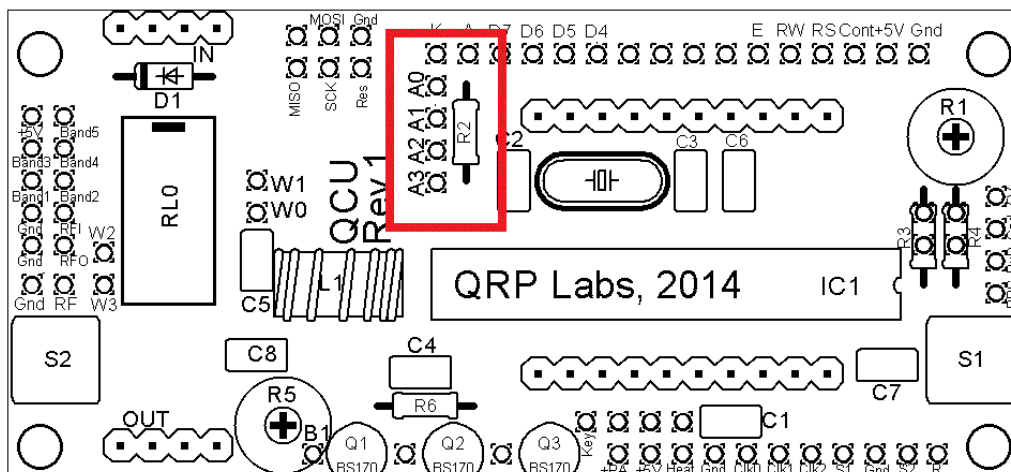 MOSI Gnd
IN
MISO SCK Res
K A D7 D6 D5 D4 E RW RS Cont +5V Gnd
D1
A0
A1
A2
A3
R2
R1
C2
C3
C6
+5V Band5
Band3 Band4
Band1 Band2
Gnd RFI
Gnd RFO
Gnd RF
W2
W3
RL0
W1
W0
QCU
Rev 1
R3
R4
C5
L1
QRP Labs, 2014
IC1
S2
C8
C4
C7
S1
R5
R6
OUT
B1
Q1
BS170
Q2
BS170
Q3
BS170
Key
C1
+PA +5V Heat Gnd Clk0 Clk1 Clk2 S1 Gnd S2